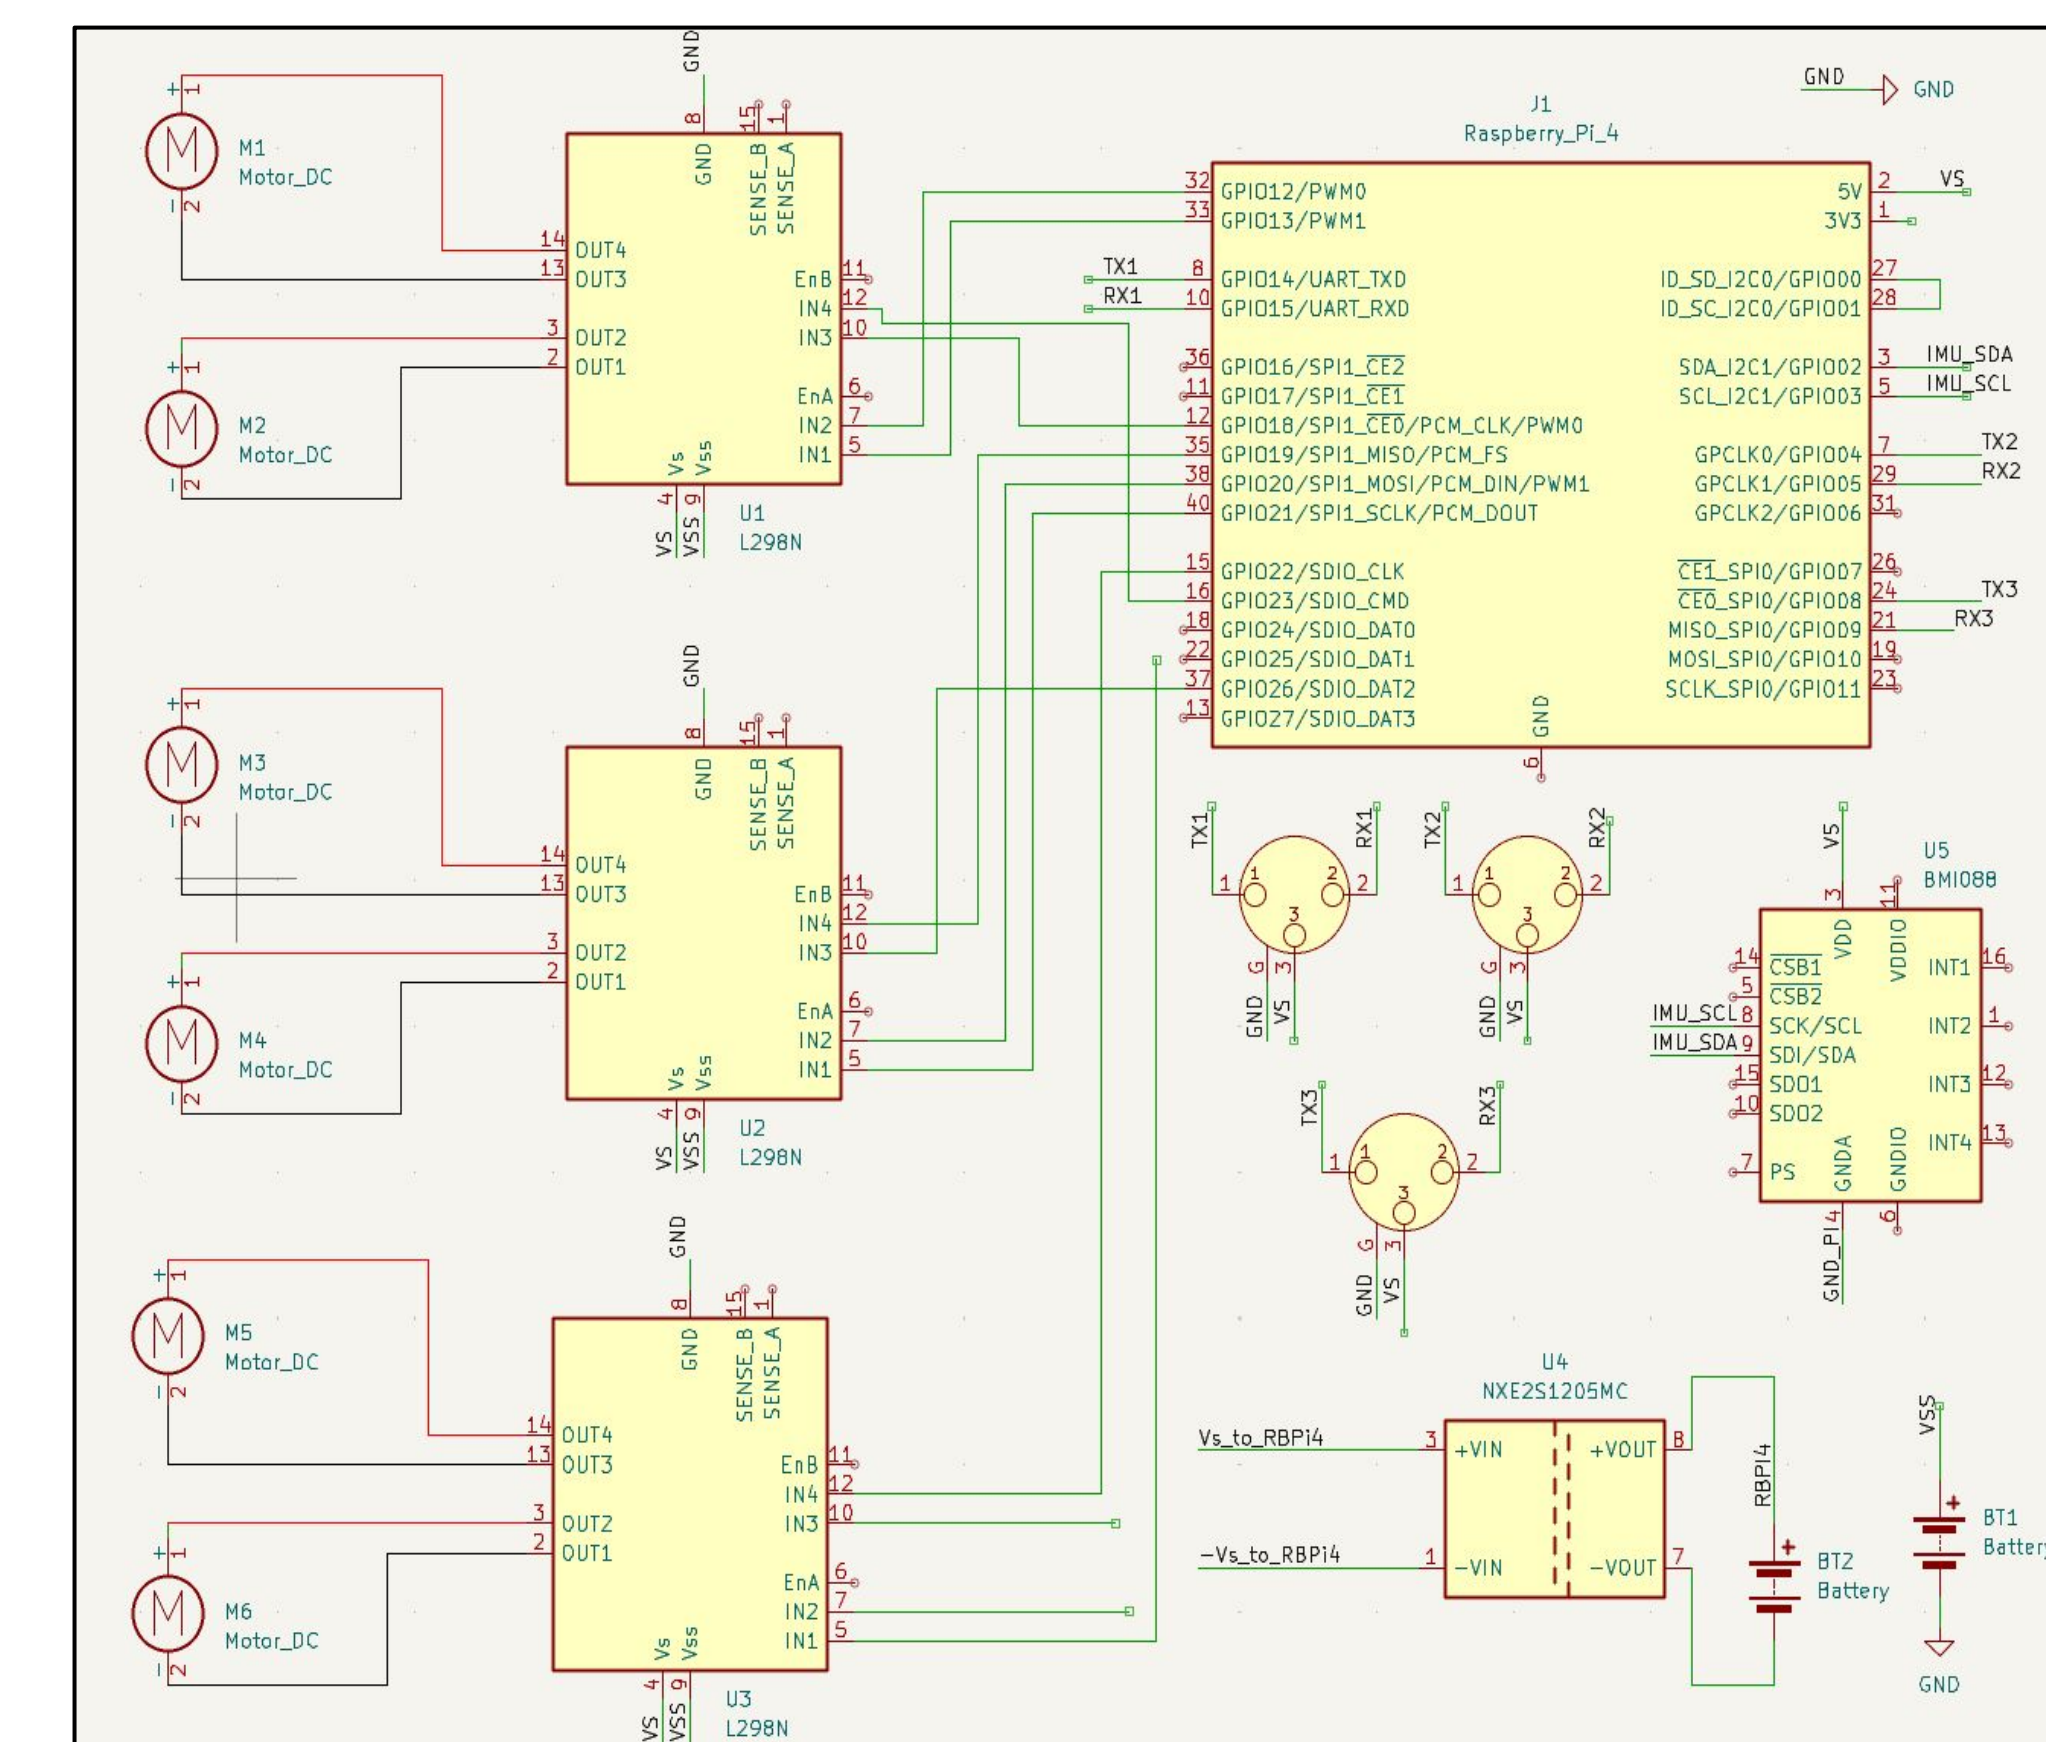 GND
GND
GND
J1
Raspberry_Pi_4
+ 1
M
M1
Motor_DC
− 2
8
15
1
GND
SENSE_B
SENSE_A
14 OUT4
13 OUT3
3 OUT2
2 OUT1
EnB 11
IN4 12
IN3 10
EnA 6
IN2 7
IN1 5
Vs
Vss
4
9
VS
VSS
U1
L298N
+ 1
M
M2
Motor_DC
− 2
32 GPIO12/PWM0
33 GPIO13/PWM1
TX1 8 GPIO14/UART_TXD
RX1 10 GPIO15/UART_RXD
36 GPIO16/SPI1_CE2
11 GPIO17/SPI1_CE1
12 GPIO18/SPI1_CE0/PCM_CLK/PWM0
35 GPIO19/SPI1_MISO/PCM_FS
38 GPIO20/SPI1_MOSI/PCM_DIN/PWM1
40 GPIO21/SPI1_SCLK/PCM_DOUT
15 GPIO22/SDIO_CLK
16 GPIO23/SDIO_CMD
18 GPIO24/SDIO_DAT0
22 GPIO25/SDIO_DAT1
37 GPIO26/SDIO_DAT2
13 GPIO27/SDIO_DAT3
5V 2 VS
3V3 1
ID_SD_I2C0/GPIO00 27
ID_SC_I2C0/GPIO01 28
SDA_I2C1/GPIO02 3 IMU_SDA
SCL_I2C1/GPIO03 5 IMU_SCL
GPCLK0/GPIO04 7 TX2
GPCLK1/GPIO05 29 RX2
GPCLK2/GPIO06 31
CE1_SPI0/GPIO07 26
CE0_SPI0/GPIO08 24 TX3
MISO_SPI0/GPIO09 21 RX3
MOSI_SPI0/GPIO10 19
SCLK_SPI0/GPIO11 23
GND
6
GND
+ 1
M
M3
Motor_DC
− 2
8
15
1
GND
SENSE_B
SENSE_A
14 OUT4
13 OUT3
3 OUT2
2 OUT1
EnB 11
IN4 12
IN3 10
EnA 6
IN2 7
IN1 5
Vs
Vss
4
9
VS
VSS
U2
L298N
+ 1
M
M4
Motor_DC
− 2
TX1
RX1
1 1 2 2
3
G
3
GND
VS
TX2
RX2
1 1 2 2
3
G
3
GND
VS
TX3
RX3
1 1 2 2
3
G
3
GND
VS
VS
U5
BMI088
3
11
VDD
VDDIO
14 CSB1
5 CSB2
IMU_SCL 8 SCK/SCL
IMU_SDA 9 SDI/SDA
15 SDO1
10 SDO2
7 PS
INT1 16
INT2 1
INT3 12
INT4 13
GNDA
GNDIO
4
6
GND_PI
GND
+ 1
M
M5
Motor_DC
− 2
8
15
1
GND
SENSE_B
SENSE_A
14 OUT4
13 OUT3
3 OUT2
2 OUT1
EnB 11
IN4 12
IN3 10
EnA 6
IN2 7
IN1 5
Vs
Vss
4
9
VS
VSS
U3
L298N
+ 1
M
M6
Motor_DC
− 2
U4
NXE2S1205MC
Vs_to_RBPi4 3 +VIN
-Vs_to_RBPi4 1 -VIN
+VOUT 8
-VOUT 7
RBPI4
+
BT2
Battery
VSS
+
BT1
Battery
GND